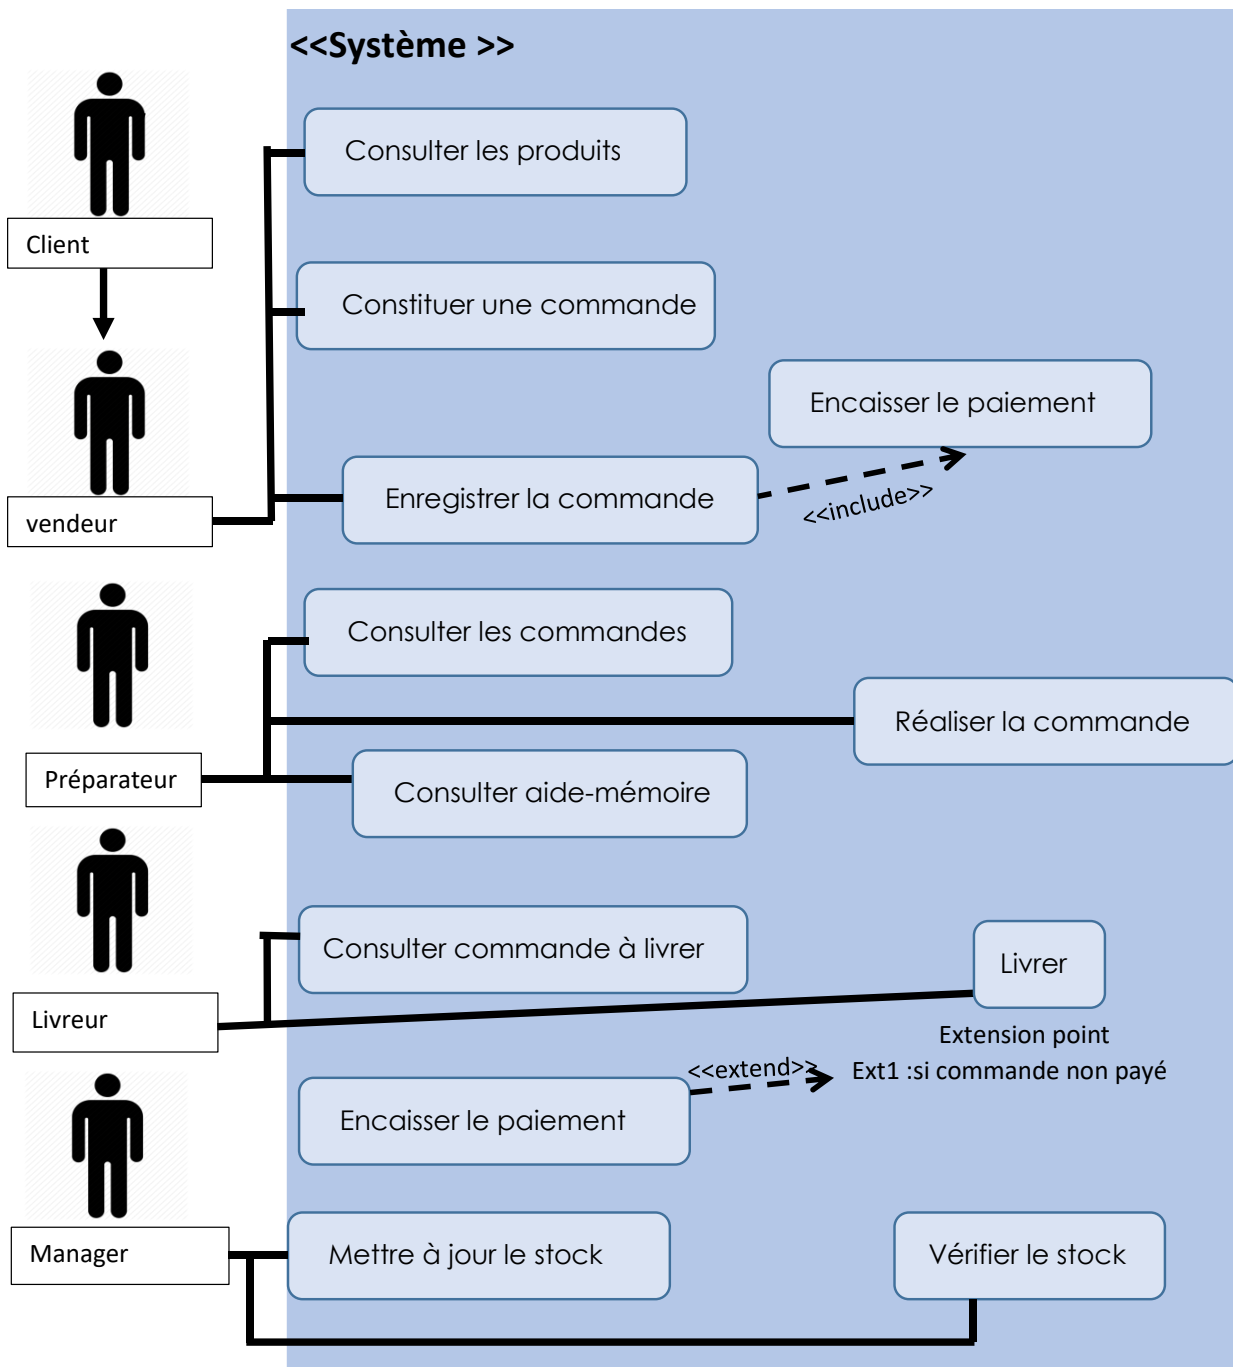 <<Système >>
Consulter les produits
Client
Constituer une commande
Encaisser le paiement
Enregistrer la commande
<<include>>
vendeur
Consulter les commandes
Réaliser la commande
Préparateur
Consulter aide-mémoire
Consulter commande à livrer
Livrer
Livreur
Extension point
Ext1 :si commande non payé
<<extend>>
Encaisser le paiement
Manager
Mettre à jour le stock
Vérifier le stock